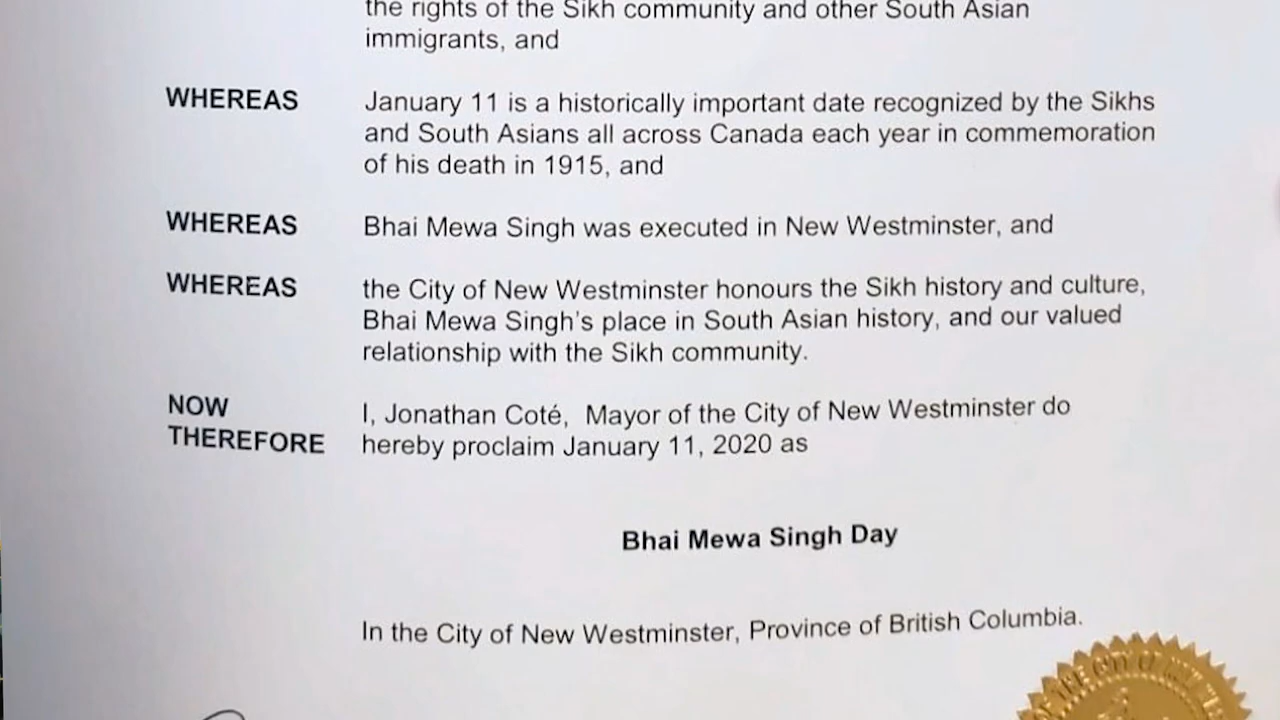 the rights of the Sikh community and other South Asian
immigrants, and
WHEREAS January 11 is a historically important date recognized by the Sikhs
and South Asians all across Canada each year in commemoration
of his death in 1915, and
WHEREAS Bhai Mewa Singh was executed in New Westminster, and
WHEREAS the City of New Westminster honours the Sikh history and culture,
Bhai Mewa Singh's place in South Asian history, and our valued
relationship with the Sikh community.
NOW I, Jonathan Coté, Mayor of the City of New Westminster do
THEREFORE hereby proclaim January 11, 2020 as
Bhai Mewa Singh Day
In the City of New Westminster, Province of British Columbia.
OF THE CITY OF NEW